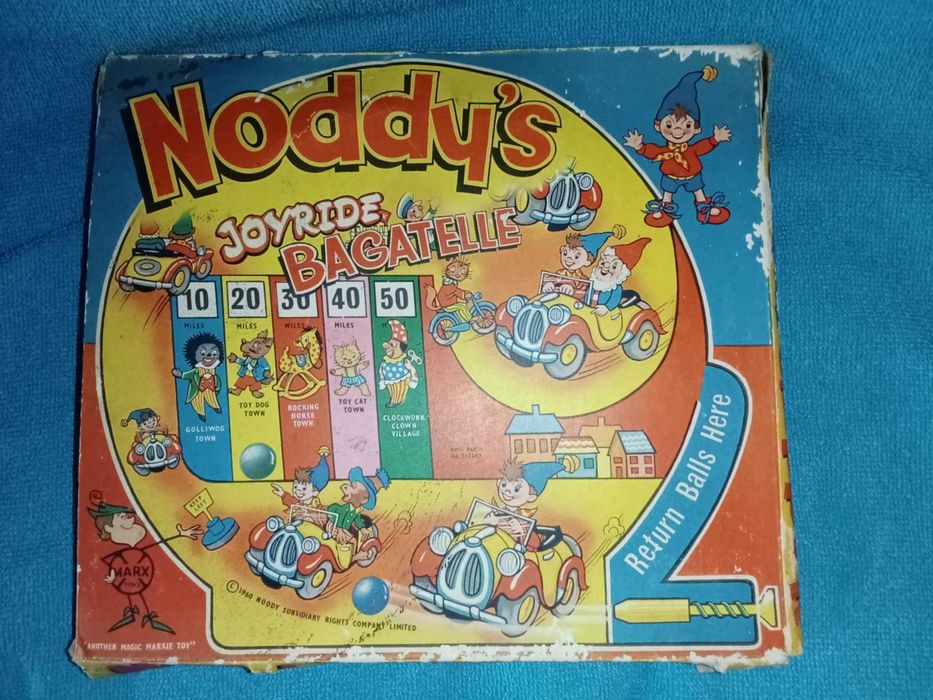 Noddy's
JOYRIDE
BAGATELLE
10 20 30 40 50
MILES MILES MILES MILES
GOLLIWOG
TOWN
TOY DOG
TOWN
ROCKING
HORSE
TOWN
TOY CAT
TOWN
CLOCKWORK
CLOWN
VILLAGE
KEEP
LEFT
Return Balls Here
MARX
TOYS
"ANOTHER MAGIC MARXIE TOY"
© 1960 NODDY SUBSIDIARY RIGHTS COMPANY LIMITED